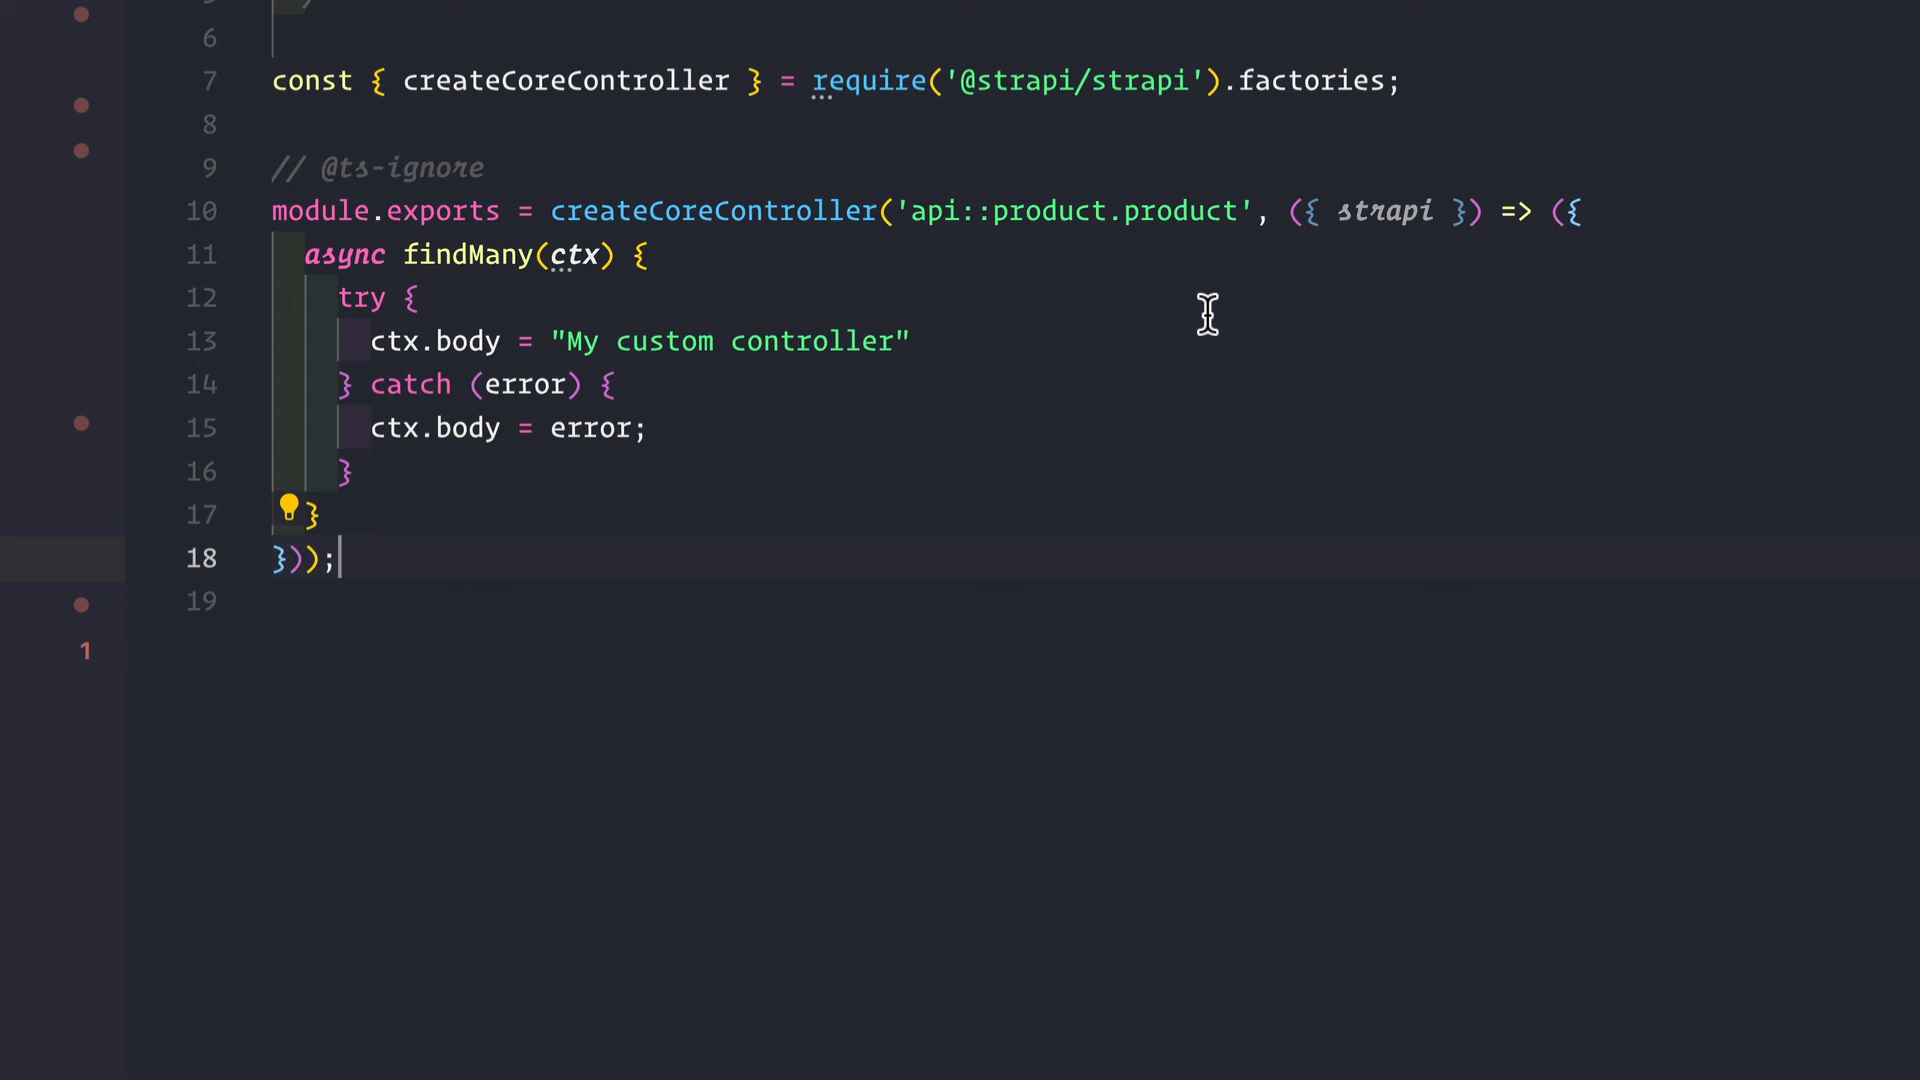 6
7 const { createCoreController } = require('@strapi/strapi').factories;
8
9 // @ts-ignore
10 module.exports = createCoreController('api::product.product', ({ strapi }) => ({
11 async findMany(ctx) {
12 try {
13 ctx.body = "My custom controller"
14 } catch (error) {
15 ctx.body = error;
16 }
17 }
18 }));
19
1